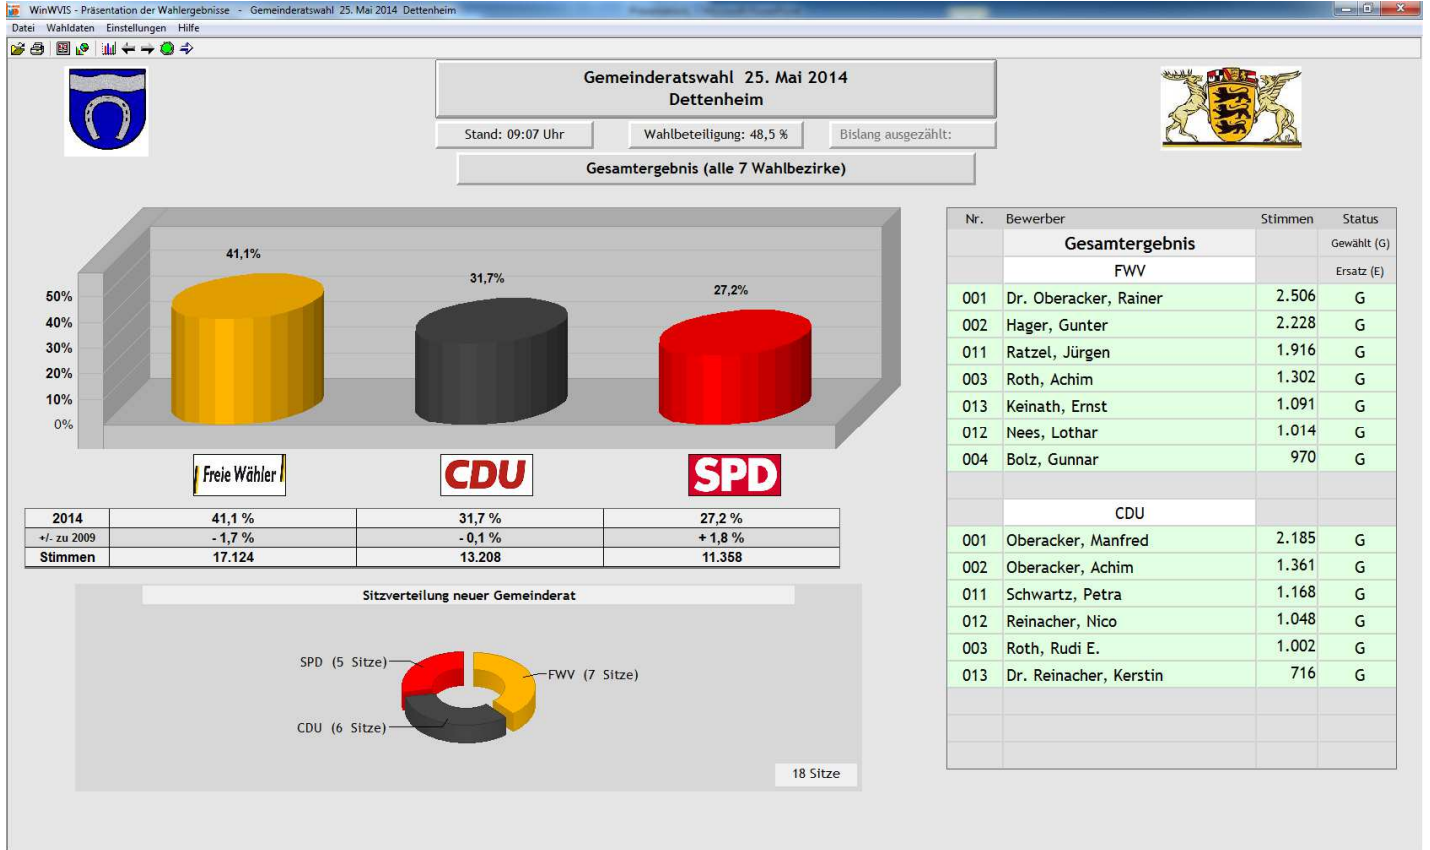 WinWVIS - Präsentation der Wahlergebnisse - Gemeinderatswahl 25. Mai 2014 Dettenheim
Datei Wahldaten Einstellungen Hilfe
Gemeinderatswahl 25. Mai 2014
Dettenheim
Stand: 09:07 Uhr Wahlbeteiligung: 48,5 % Bislang ausgezählt:
Gesamtergebnis (alle 7 Wahlbezirke)
41,1%
31,7%
27,2%
50%
40%
30%
20%
10%
0%
Freie Wähler CDU SPD
2014 41,1 % 31,7 % 27,2 %
+/- zu 2009 - 1,7 % - 0,1 % + 1,8 %
Stimmen 17.124 13.208 11.358
Sitzverteilung neuer Gemeinderat
SPD (5 Sitze)
FWV (7 Sitze)
CDU (6 Sitze)
18 Sitze
Nr. Bewerber Stimmen Status
Gesamtergebnis Gewählt (G)
FWV Ersatz (E)
001 Dr. Oberacker, Rainer 2.506 G
002 Hager, Gunter 2.228 G
011 Ratzel, Jürgen 1.916 G
003 Roth, Achim 1.302 G
013 Keinath, Ernst 1.091 G
012 Nees, Lothar 1.014 G
004 Bolz, Gunnar 970 G
CDU
001 Oberacker, Manfred 2.185 G
002 Oberacker, Achim 1.361 G
011 Schwartz, Petra 1.168 G
012 Reinacher, Nico 1.048 G
003 Roth, Rudi E. 1.002 G
013 Dr. Reinacher, Kerstin 716 G